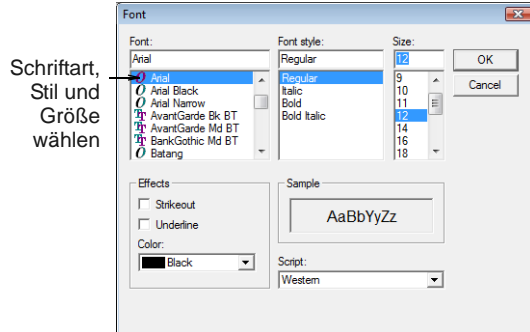 Font
Schriftart,
Stil und
Größe
wählen
Font:
Arial
Arial
Arial Black
Arial Narrow
AvantGarde Bk BT
AvantGarde Md BT
BankGothic Md BT
Batang
Font style:
Regular
Regular
Italic
Bold
Bold Italic
Size:
12
9
10
11
12
14
16
18
OK
Cancel
Effects
Strikeout
Underline
Color:
Black
Sample
AaBbYyZz
Script:
Western